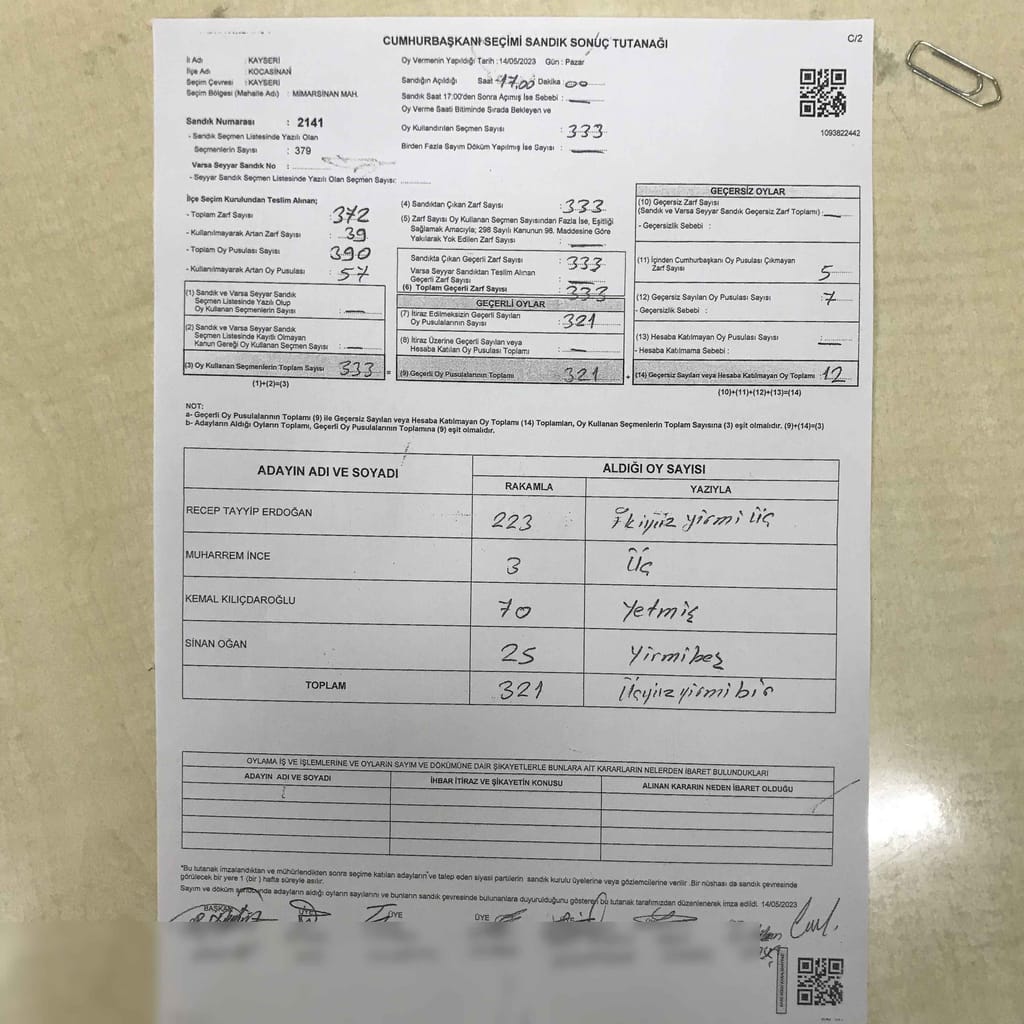 C/2
CUMHURBAŞKANI SEÇİMİ SANDIK SONUÇ TUTANAĞI
İl Adı : KAYSERİ
İlçe Adı : KOCASİNAN
Seçim Çevresi : KAYSERİ
Seçim Bölgesi (Mahalle Adı) : MİMARSİNAN MAH.
Oy Vermenin Yapıldığı Tarih : 14/05/2023 Gün : Pazar
Sandığın Açıldığı Saat 17.00 Dakika : 00
Sandık Saat 17:00'den Sonra Açımış İse Sebebi :
Oy Verme Saati Bitiminde Sırada Bekleyen ve
Oy Kullandırılan Seçmen Sayısı : 333
Birden Fazla Sayım Döküm Yapılmış İse Sayısı :
1093822442
Sandık Numarası : 2141
- Sandık Seçmen Listesinde Yazılı Olan
Seçmenlerin Sayısı : 379
Varsa Seyyar Sandık No :
- Seyyar Sandık Seçmen Listesinde Yazılı Olan Seçmen Sayısı:
İlçe Seçim Kurulundan Teslim Alınan;
- Toplam Zarf Sayısı : 372
- Kullanılmayarak Artan Zarf Sayısı : 39
- Toplam Oy Pusulası Sayısı : 390
- Kullanılmayarak Artan Oy Pusulası : 57
(1) Sandık ve Varsa Seyyar Sandık
Seçmen Listesinde Yazılı Olup
Oy Kullanan Seçmenlerin Sayısı :
(2) Sandık ve Varsa Seyyar Sandık
Seçmen Listesinde Kayıtlı Olmayan
Kanun Gereği Oy Kullanan Seçmen Sayısı :
(3) Oy Kullanan Seçmenlerin Toplam Sayısı : 333 =
(1)+(2)=(3)
(4) Sandıktan Çıkan Zarf Sayısı : 333
(5) Zarf Sayısı Oy Kullanan Seçmen Sayısından Fazla İse, Eşitliği
Sağlamak Amacıyla; 298 Sayılı Kanunun 98. Maddesine Göre
Yakılarak Yok Edilen Zarf Sayısı :
Sandıkta Çıkan Geçerli Zarf Sayısı : 333
Varsa Seyyar Sandıktan Teslim Alınan
Geçerli Zarf Sayısı :
(6) Toplam Geçerli Zarf Sayısı : 333
GEÇERLİ OYLAR
(7) İtiraz Edilmeksizin Geçerli Sayılan
Oy Pusulalarının Sayısı : 321
(8) İtiraz Üzerine Geçerli Sayılan veya
Hesaba Katılan Oy Pusulası Toplamı :
(9) Geçerli Oy Pusulalarının Toplamı : 321 +
GEÇERSİZ OYLAR
(10) Geçersiz Zarf Sayısı
(Sandık ve Varsa Seyyar Sandık Geçersiz Zarf Toplamı) :
- Geçersizlik Sebebi :
(11) İçinden Cumhurbaşkanı Oy Pusulası Çıkmayan
Zarf Sayısı : 5
(12) Geçersiz Sayılan Oy Pusulası Sayısı : 7
- Geçersizlik Sebebi :
(13) Hesaba Katılmayan Oy Pusulası Sayısı :
- Hesaba Katılmama Sebebi :
(14) Geçersiz Sayılan veya Hesaba Katılmayan Oy Toplamı : 12
(10)+(11)+(12)+(13)=(14)
NOT:
a- Geçerli Oy Pusulalarının Toplamı (9) ile Geçersiz Sayılan veya Hesaba Katılmayan Oy Toplamı (14) Toplamları, Oy Kullanan Seçmenlerin Toplam Sayısına (3) eşit olmalıdır. (9)+(14)=(3)
b- Adayların Aldığı Oyların Toplamı, Geçerli Oy Pusulalarının Toplamına (9) eşit olmalıdır.
ADAYIN ADI VE SOYADI
ALDIĞI OY SAYISI
RAKAMLA YAZIYLA
RECEP TAYYİP ERDOĞAN 223 İkiyüz yirmi üç
MUHARREM İNCE 3 Üç
KEMAL KILIÇDAROĞLU 70 Yetmiş
SİNAN OĞAN 25 Yirmibeş
TOPLAM 321 Üçyüzyirmibir
OYLAMA İŞ VE İŞLEMLERİNE VE OYLARIN SAYIM VE DÖKÜMÜNE DAİR ŞİKAYETLERLE BUNLARA AİT KARARLARIN NELERDEN İBARET BULUNDUKLARI
ADAYIN ADI VE SOYADI İHBAR İTİRAZ VE ŞİKAYETİN KONUSU ALINAN KARARIN NEDEN İBARET OLDUĞU
*Bu tutanak imzalandıktan ve mühürlendikten sonra seçime katılan adayların ve talep eden siyasi partilerin sandık kurulu üyelerine veya gözlemcilerine verilir .Bir nüshası da sandık çevresinde
görülecek bir yere 1 (bir ) hafta süreyle asılır.
Sayım ve döküm sonucunda adayların aldığı oyların sayılarını ve bunların sandık çevresinde bulunanlara duyurulduğunu gösteren bu tutanak tarafımızdan düzenlenerek imza edildi. 14/05/2023
BAŞKAN ÜYE ÜYE ÜYE